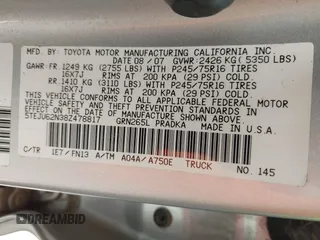 MFD. BY: TOYOTA MOTOR MANUFACTURING CALIFORNIA INC.
DATE 08 / 07 GVWR:2426 KG( 5350 LBS)
GAWR:FR 1249 KG (2755 LBS) WITH P245/75R16 TIRES
16X7J RIMS AT 200 KPA (29 PSI) COLD.
RR 1410 KG (3110 LBS) WITH P245/75R16 TIRES
16X7J RIMS AT 200 KPA (29 PSI) COLD.
THIS VEHICLE CONFORMS TO ALL APPLICABLE FEDERAL MOTOR
VEHICLE SAFETY STANDARDS IN EFFECT ON THE DATE OF
MANUFACTURE SHOWN ABOVE.
5TEJU62N38Z478817 MADE IN U.S.A.
GRN265L PRADKA
C/TR 1E7/FN13 A/TM A04A/A750E TRUCK
NO. 145
DREAMBID